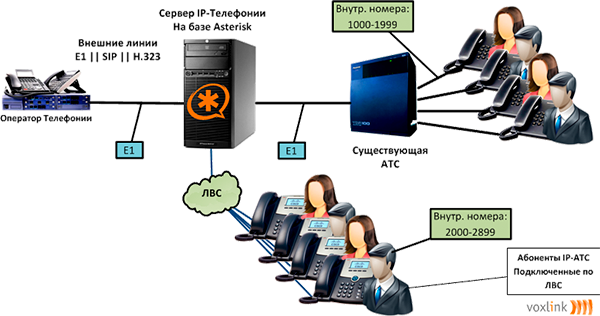 Сервер IP-Телефонии
На базе Asterisk
Внешние линии
E1 || SIP || H.323
Оператор Телефонии
E1
E1
Существующая
АТС
Внутр. номера:
1000-1999
ЛВС
Внутр. номера:
2000-2899
Абоненты IP-АТС
Подключенные по
ЛВС
voxlink